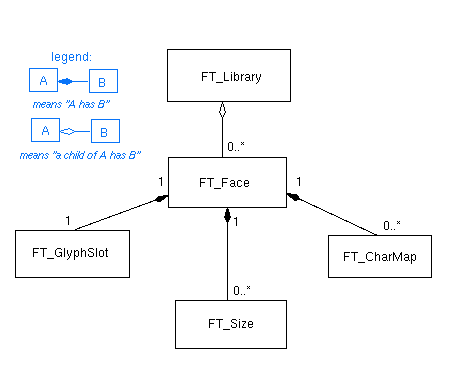 legend:
A
B
means "A has B"
A
B
means "a child of A has B"
FT_Library
0..*
FT_Face
1
1
1
1
0..*
FT_GlyphSlot
FT_CharMap
0..*
FT_Size